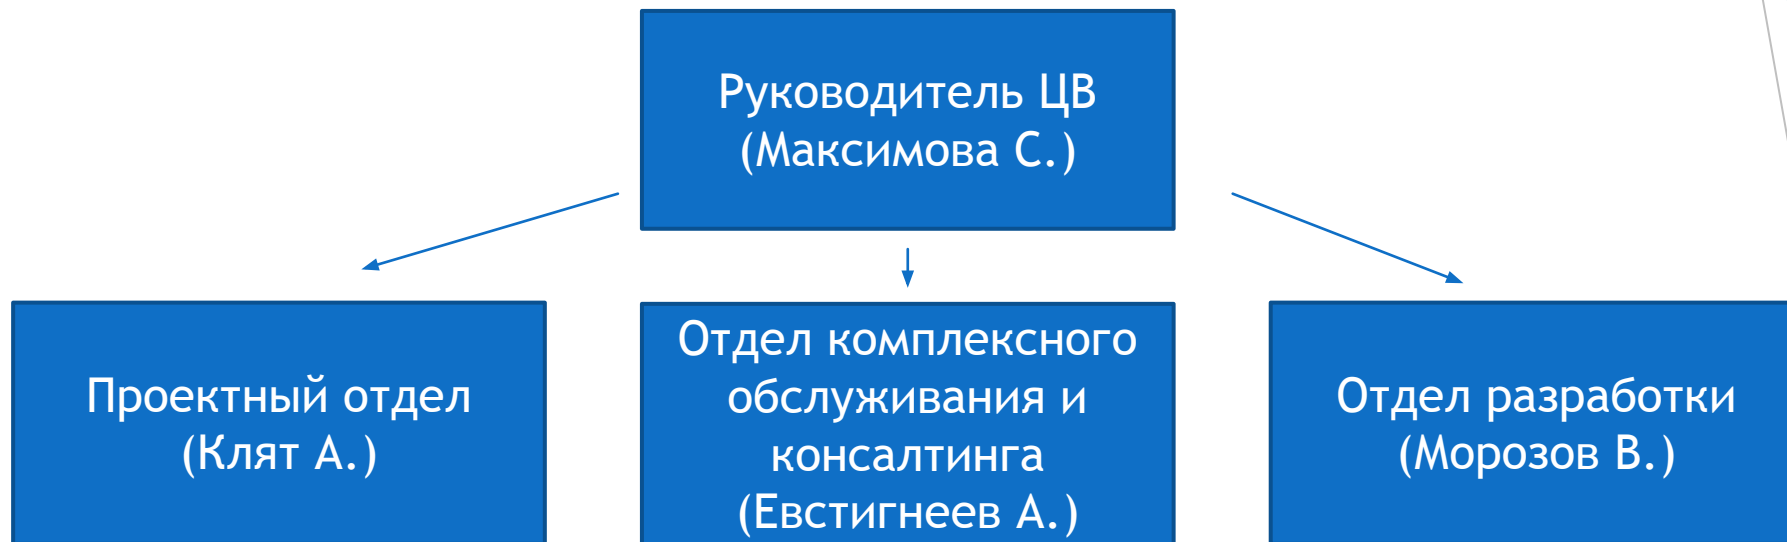 Руководитель ЦВ
(Максимова С.)
Проектный отдел
(Клят А.)
Отдел комплексного
обслуживания и
консалтинга
(Евстигнеев А.)
Отдел разработки
(Морозов В.)